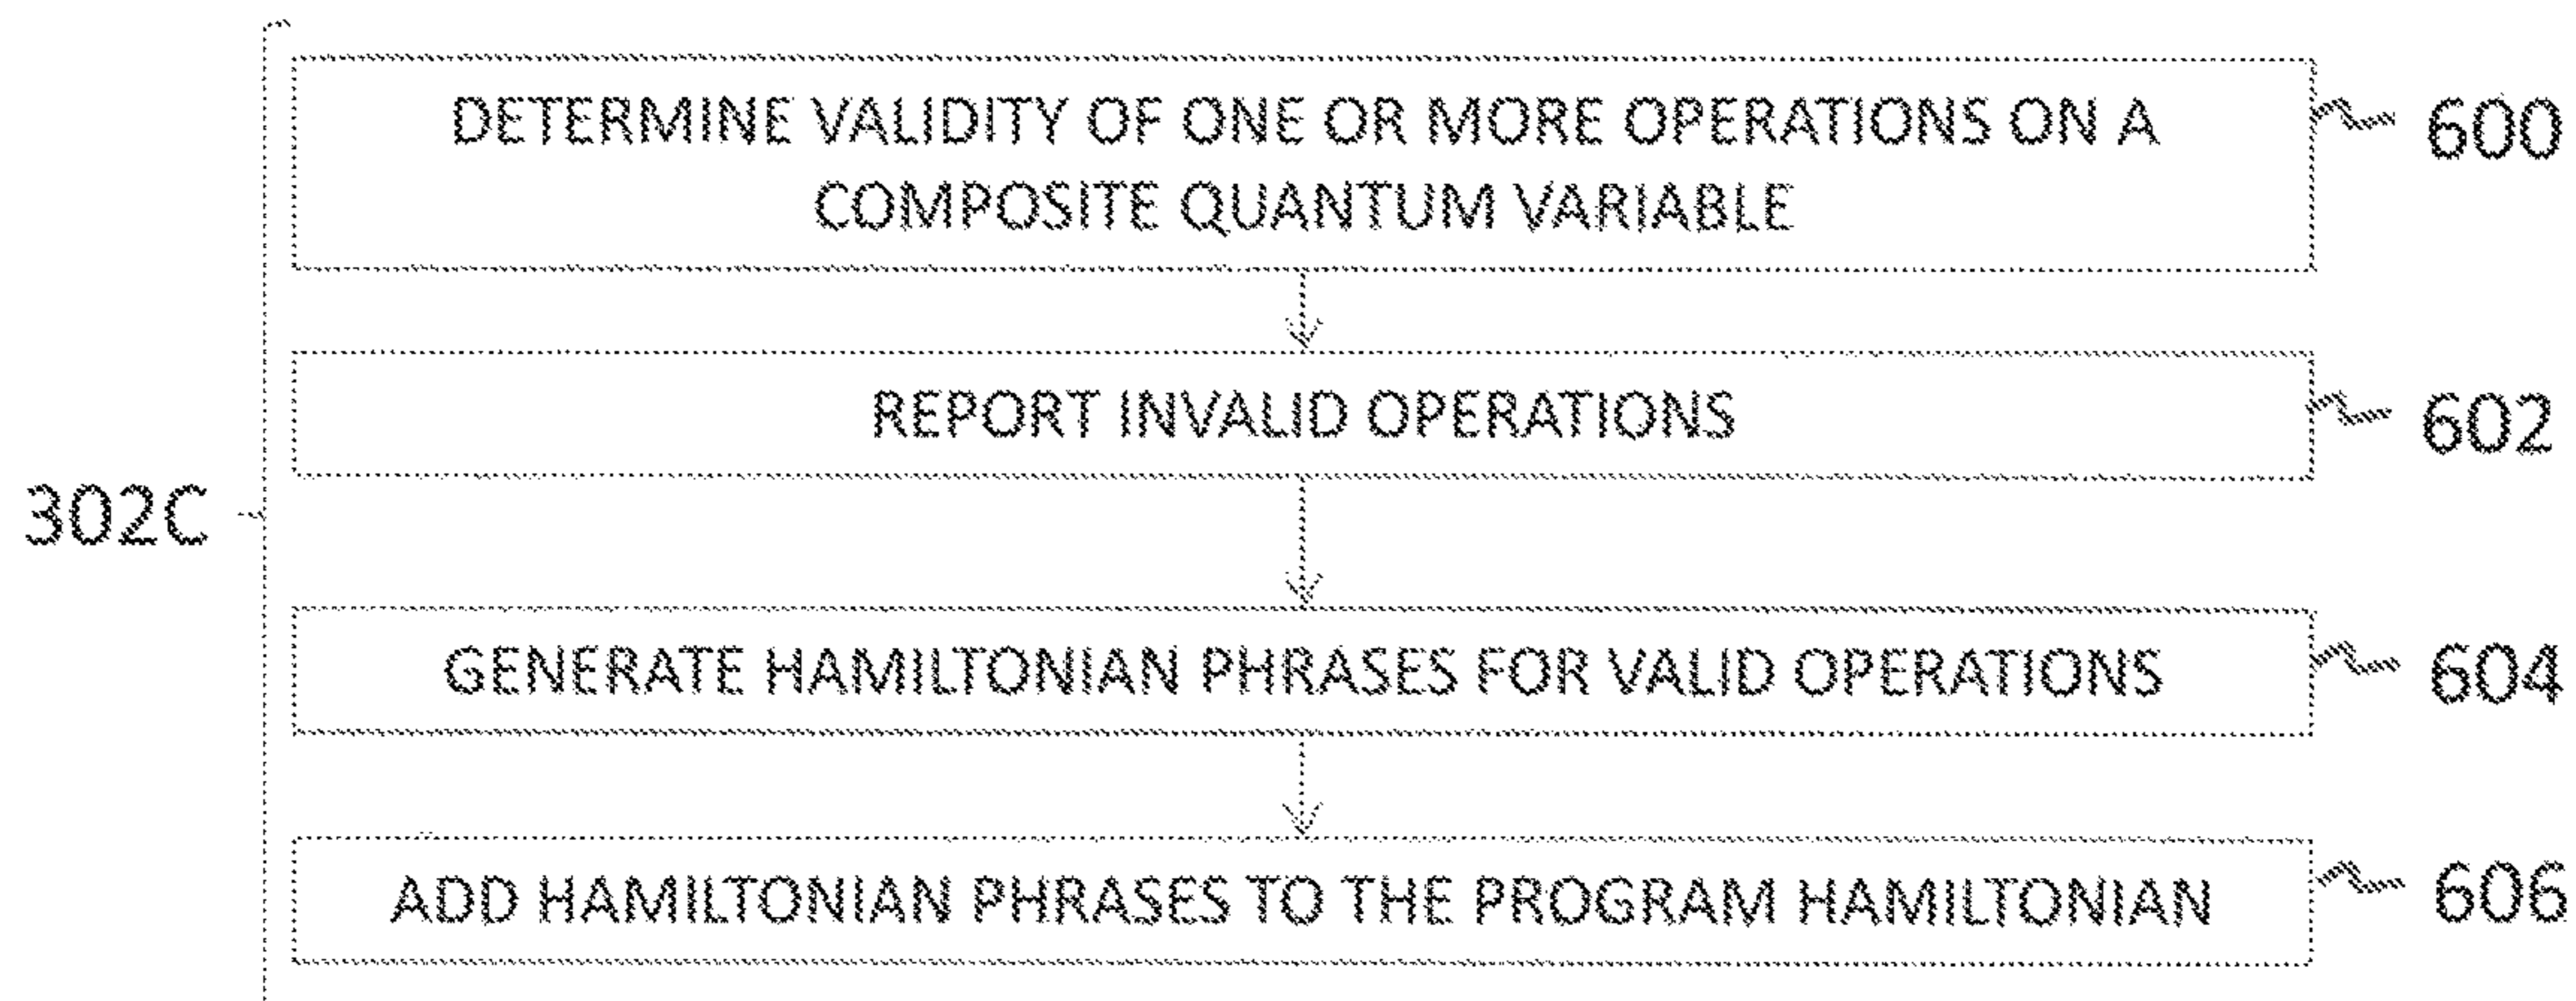 DETERMINE VALIDITY OF ONE OR MORE OPERATIONS ON A
COMPOSITE QUANTUM VARIABLE
600
REPORT INVALID OPERATIONS
602
302C
GENERATE HAMILTONIAN PHRASES FOR VALID OPERATIONS
604
ADD HAMILTONIAN PHRASES TO THE PROGRAM HAMILTONIAN
606